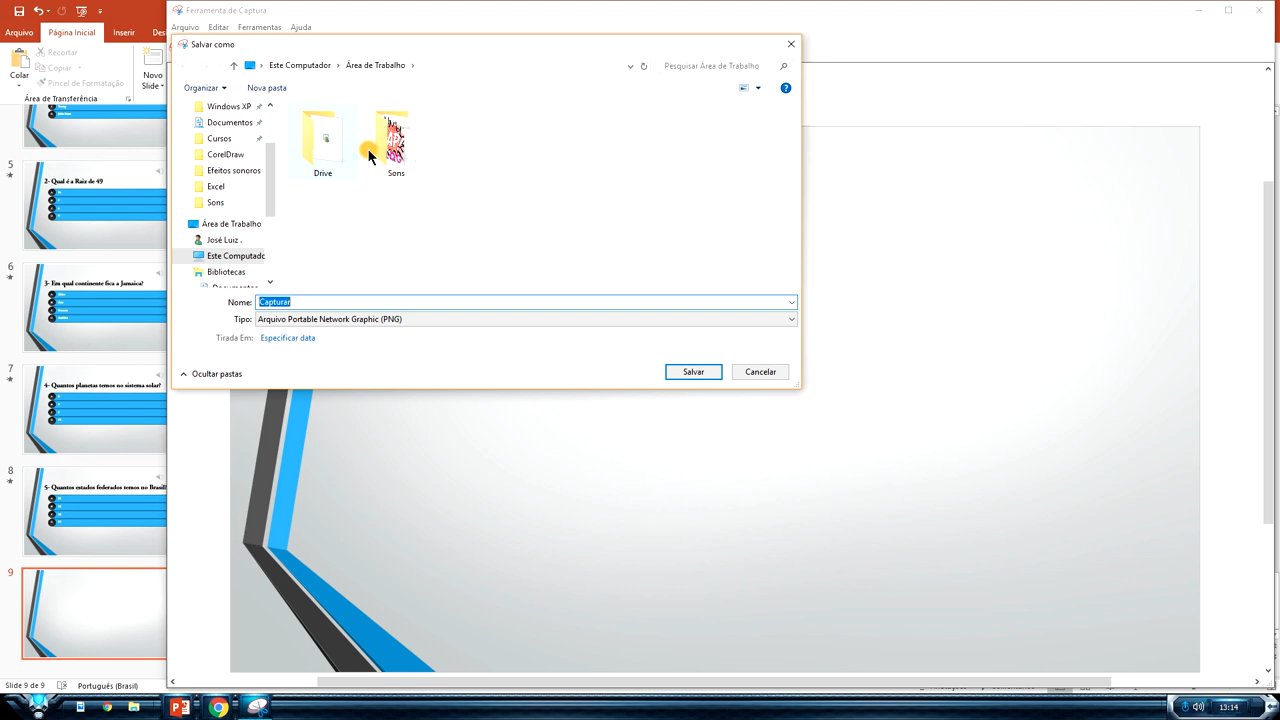 Ferramenta de Captura
Arquivo Editar Ferramentas Ajuda
Arquivo Página Inicial Inserir
Colar
Recortar
Copiar
Pincel de Formatação
Novo
Slide
Área de Transferência
Salvar como
Este Computador Área de Trabalho
Pesquisar Área de Trabalho
Organizar Nova pasta
Windows XP
Documentos
Cursos
CorelDraw
Efeitos sonoros
Excel
Sons
Área de Trabalho
José Luiz .
Este Computado
Bibliotecas
Drive
Sons
Nome: Capturar
Tipo: Arquivo Portable Network Graphic (PNG)
Tirada Em: Especificar data
Ocultar pastas
Salvar
Cancelar
5
2- Qual é a Raiz de 49
6
3- Em qual continente fica a Jamaica?
7
4- Quantos planetas temos no sistema solar?
8
5- Quantos estados federados temos no Brasil
9
Slide 9 de 9 Português (Brasil)
13:14